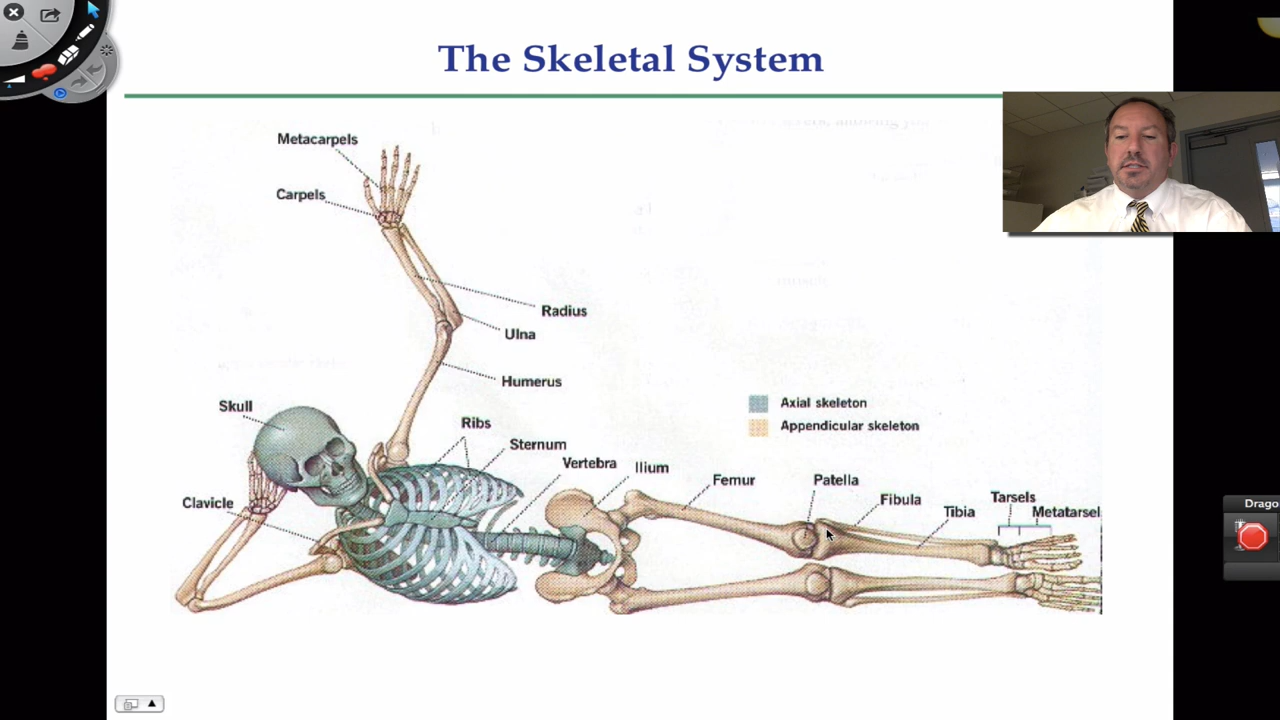 The Skeletal System
Metacarpels
Carpels
Radius
Ulna
Humerus
Skull
Axial skeleton
Appendicular skeleton
Ribs
Sternum
Vertebra
Ilium
Femur
Patella
Fibula
Tibia
Tarsels
Metatarsel
Clavicle
Drago